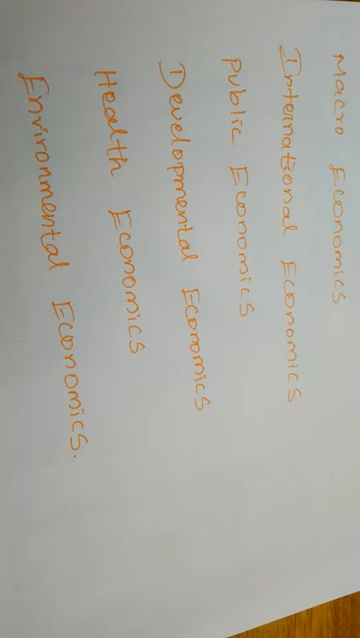 Macro Economics
International Economics
Public Economics
Developmental Economics
Health Economics
Environmental Economics.